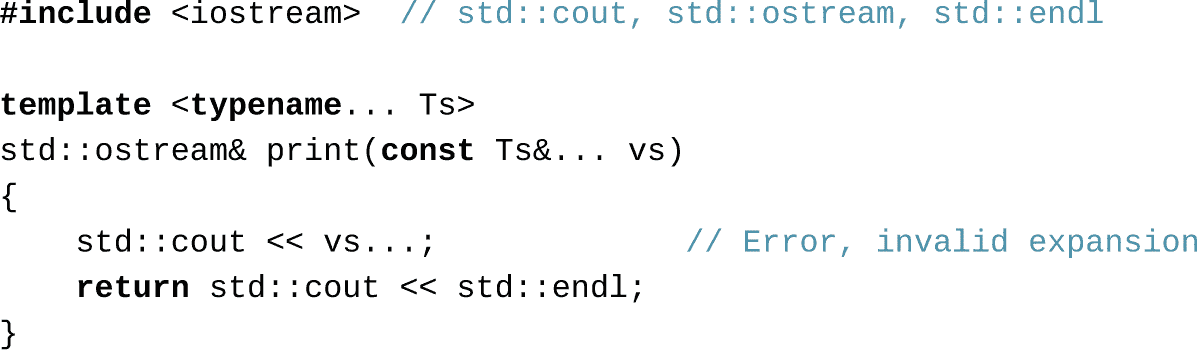 #include <iostream>  // std::cout, std::ostream, std::endl
template <typename... Ts>
std::ostream& print(const Ts&... vs)
{
    std::cout << vs...;             // Error, invalid expansion
    return std::cout << std::endl;
}